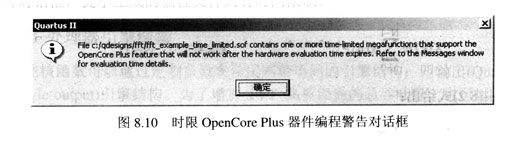 Quartus II
File c:/qdesigns/fft/fft_example_time_limited.sof contains one or more time-limited megafunctions that support the
OpenCore Plus feature that will not work after the hardware evaluation time expires. Refer to the Messages window
for evaluation time details.
确定
图 8.10 时限 OpenCore Plus 器件编程警告对话框